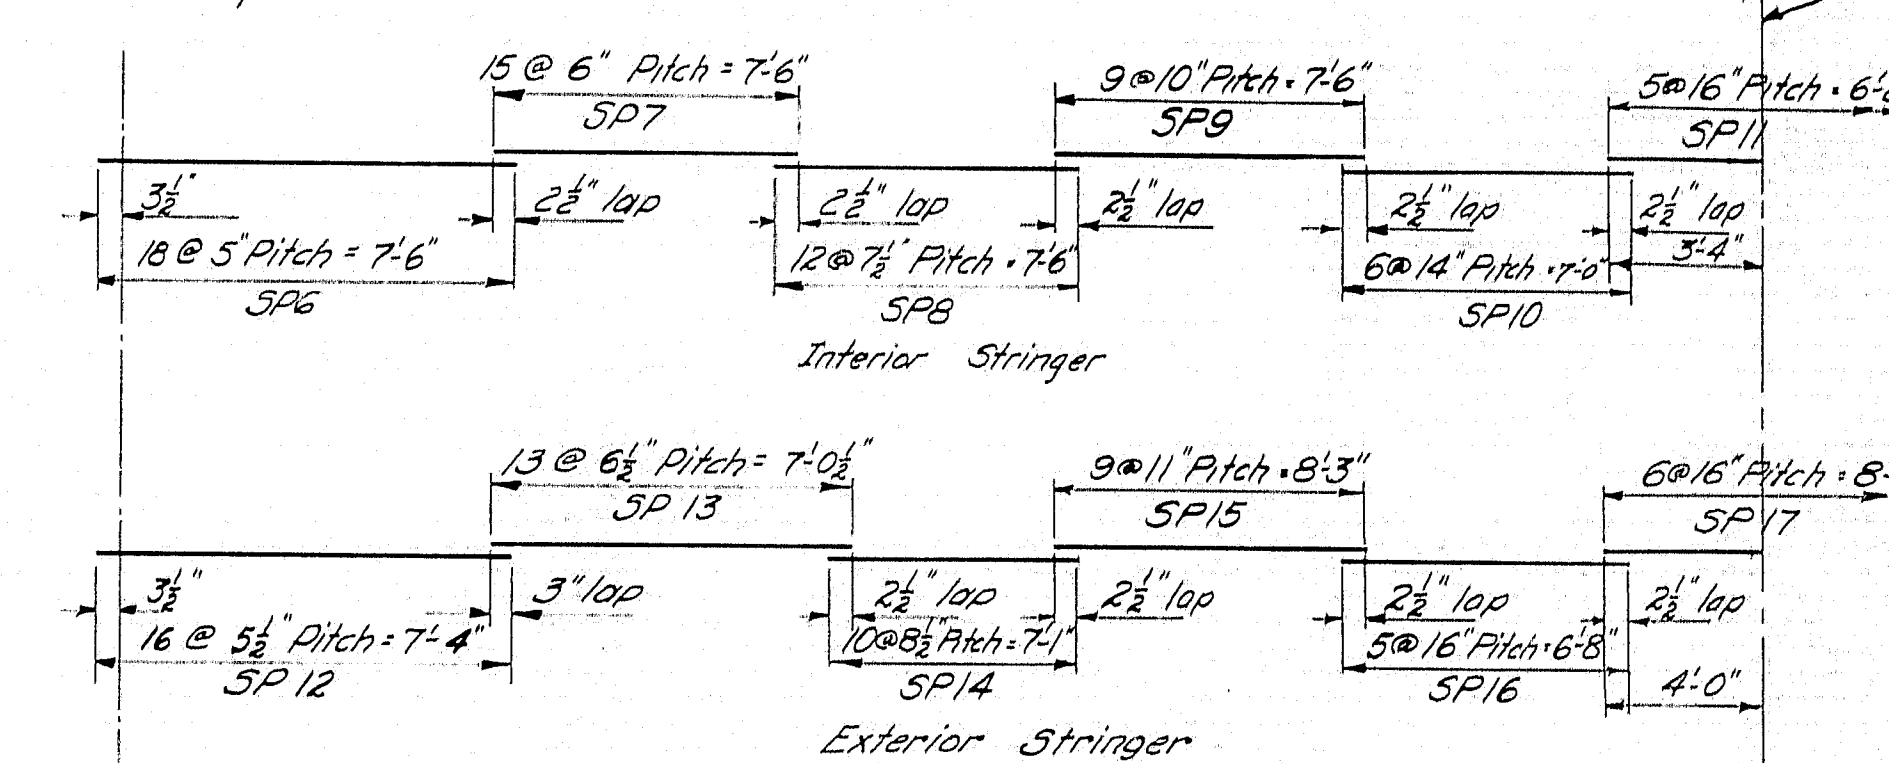 15 @ 6" Pitch = 7'-6"
SP7
9 @ 10" Pitch = 7'-6"
SP9
5 @ 16" Pitch = 6'-
SP11
3½"
2½" lap
2½" lap
2½" lap
2½" lap
2½" lap
18 @ 5" Pitch = 7'-6"
SP6
12 @ 7½" Pitch = 7'-6"
SP8
6 @ 14" Pitch = 7'-0"
SP10
3'-4"
Interior Stringer
13 @ 6½" Pitch = 7'-0½"
SP 13
9 @ 11" Pitch = 8'-3"
SP15
6 @ 16" Pitch = 8'-
SP 17
3½"
3" lap
2½" lap
2½" lap
2½" lap
2½" lap
16 @ 5½" Pitch = 7'-4"
SP 12
10 @ 8½" Pitch = 7'-1"
SP14
5 @ 16" Pitch = 6'-8"
SP16
4'-0"
Exterior Stringer